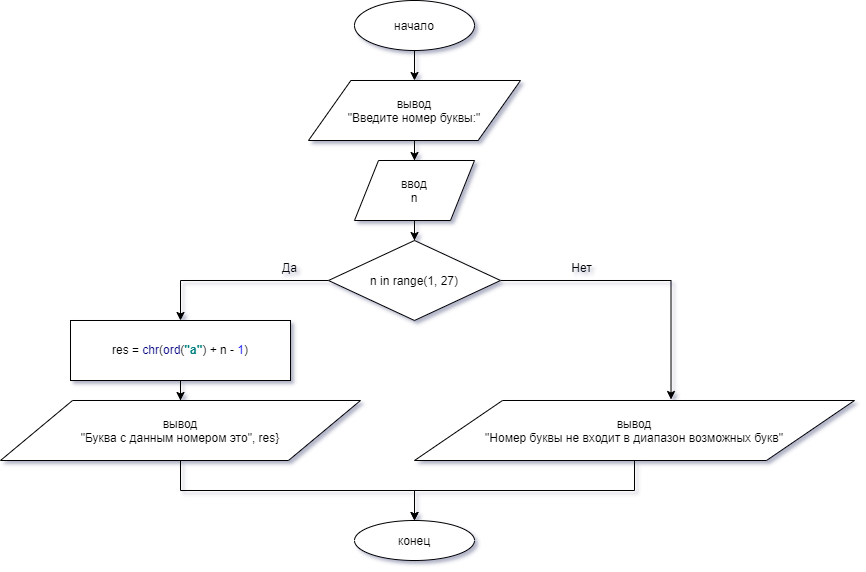 начало
вывод
"Введите номер буквы:"
ввод
n
n in range(1, 27)
Да
Нет
res = chr(ord("a") + n - 1)
вывод
"Буква с данным номером это", res}
вывод
"Номер буквы не входит в диапазон возможных букв"
конец